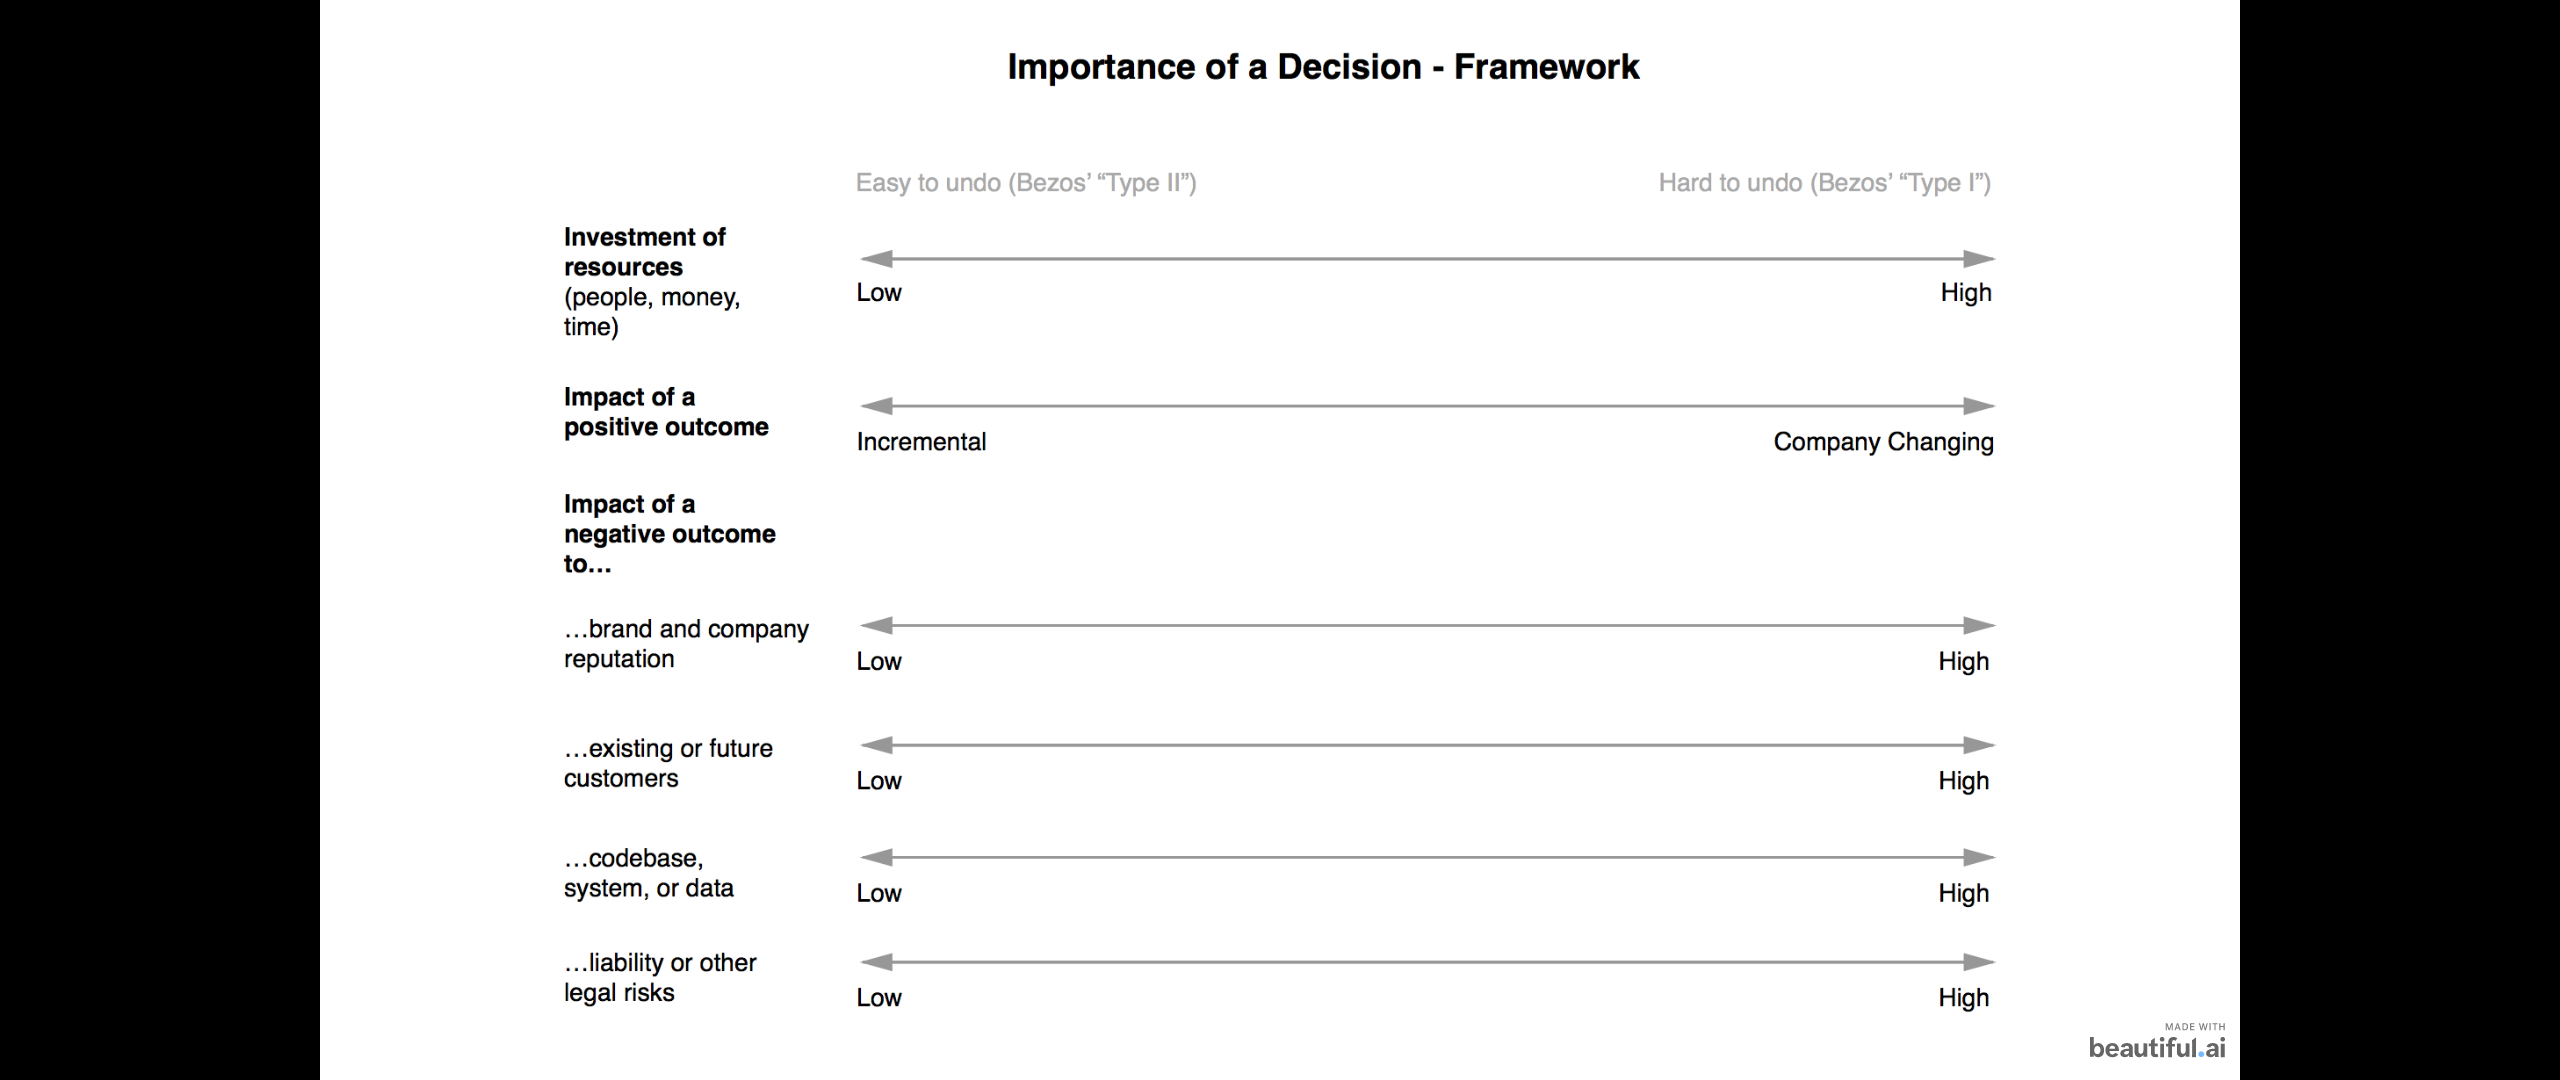 Importance of a Decision - Framework
Easy to undo (Bezos’ “Type II”)
Hard to undo (Bezos’ “Type I”)
Investment of
resources
(people, money,
time)
Low
High
Impact of a
positive outcome
Incremental
Company Changing
Impact of a
negative outcome
to…
…brand and company
reputation
Low
High
…existing or future
customers
Low
High
…codebase,
system, or data
Low
High
…liability or other
legal risks
Low
High
MADE WITH
beautiful.ai